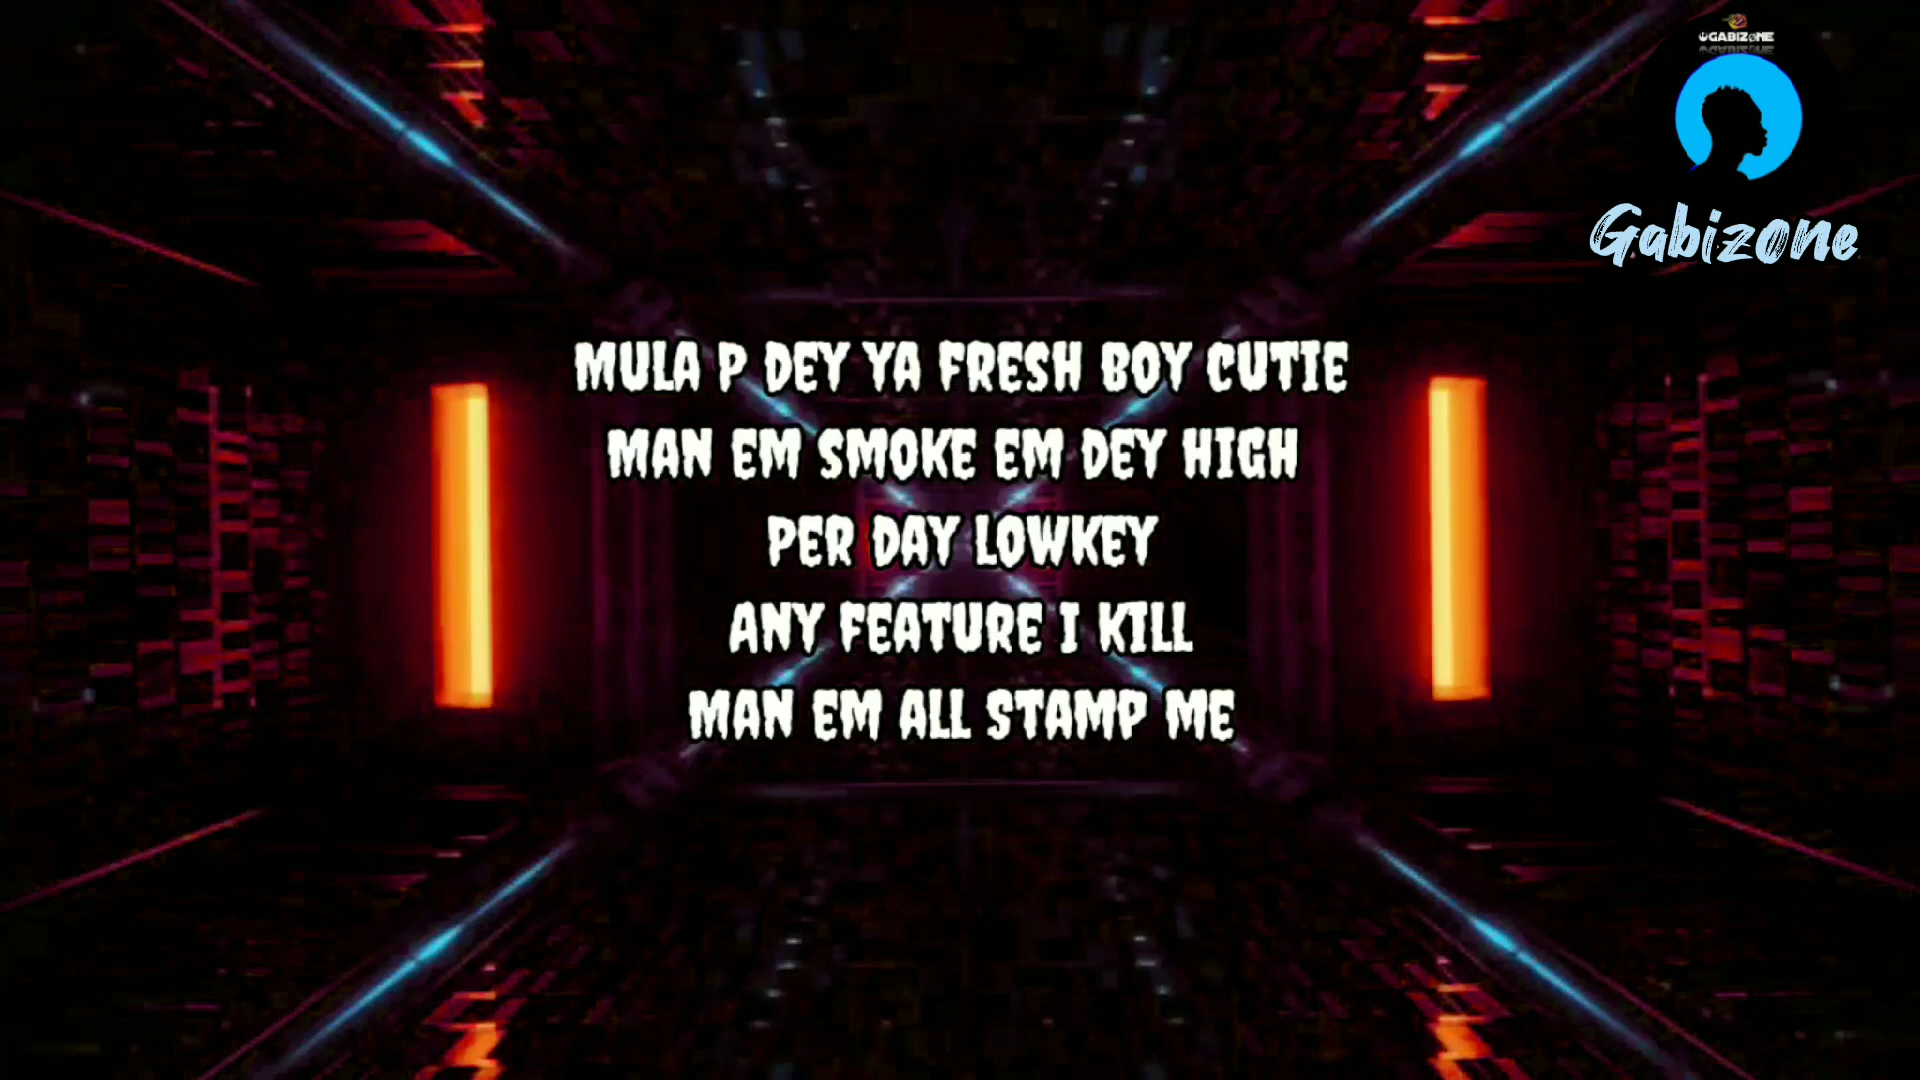 GABIZONE
Gabizone
MULA P DEY YA FRESH BOY CUTIE
MAN EM SMOKE EM DEY HIGH
PER DAY LOWKEY
ANY FEATURE I KILL
MAN EM ALL STAMP ME